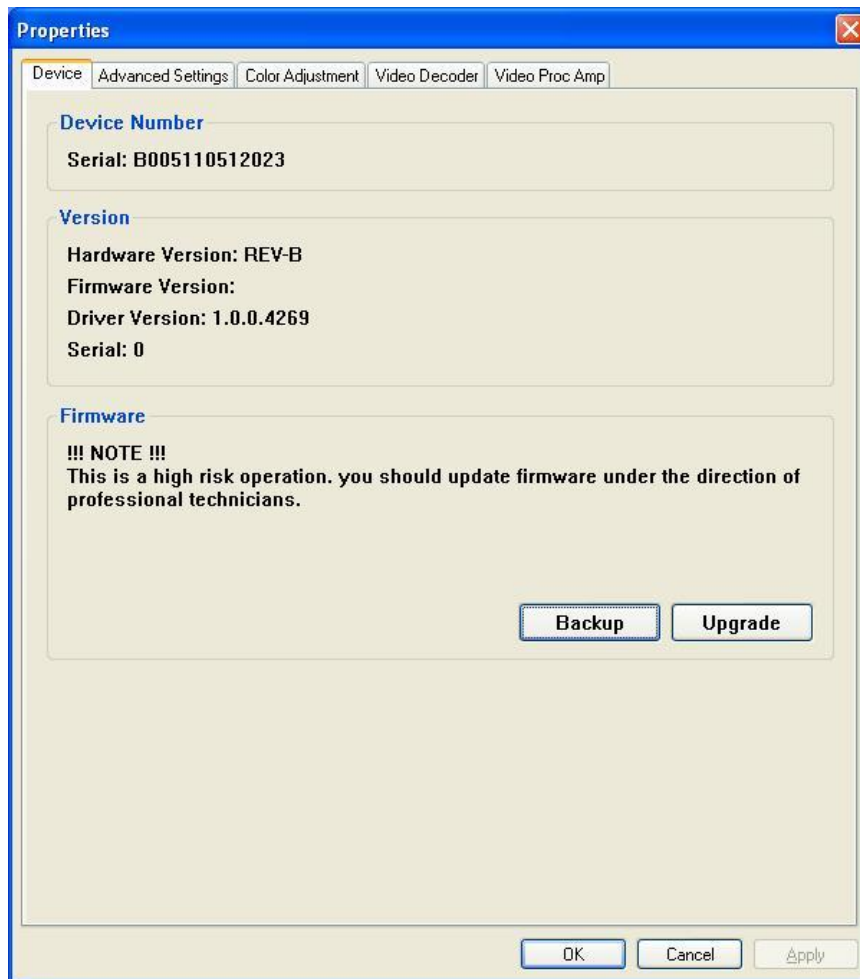 Properties
Device
Advanced Settings
Color Adjustment
Video Decoder
Video Proc Amp
Device Number
Serial: B005110512023
Version
Hardware Version: REV-B
Firmware Version:
Driver Version: 1.0.0.4269
Serial: 0
Firmware
!!! NOTE !!!
This is a high risk operation. you should update firmware under the direction of
professional technicians.
Backup
Upgrade
OK
Cancel
Apply